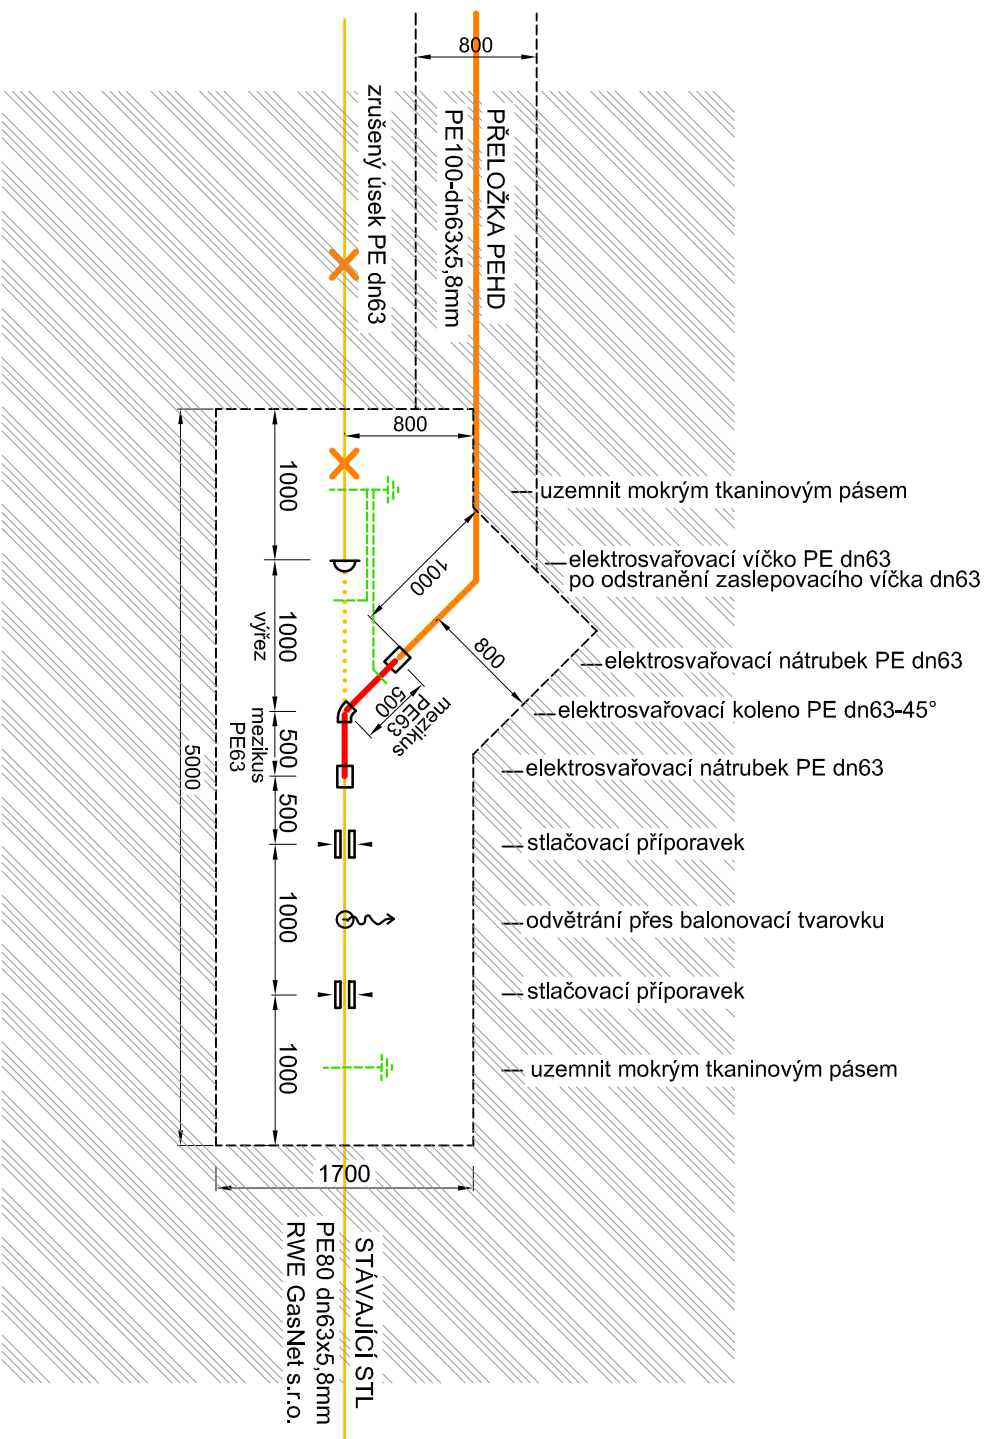 800
zrušený úsek PE dn63
PŘELOŽKA PEHD
PE100-dn63x5,8mm
800
1000
uzemnit mokrým tkaninovým pásem
elektrosvařovací víčko PE dn63
po odstranění zaslepovacího víčka dn63
1000
1000
výřez
800
elektrosvařovací nátrubek PE dn63
elektrosvařovací koleno PE dn63-45°
500
mezikus
PE63
500
mezikus
PE63
5000
elektrosvařovací nátrubek PE dn63
500
stlačovací příporavek
1000
odvětrání přes balonovací tvarovku
stlačovací příporavek
1000
uzemnit mokrým tkaninovým pásem
1700
STÁVAJÍCÍ STL
PE80 dn63x5,8mm
RWE GasNet s.r.o.